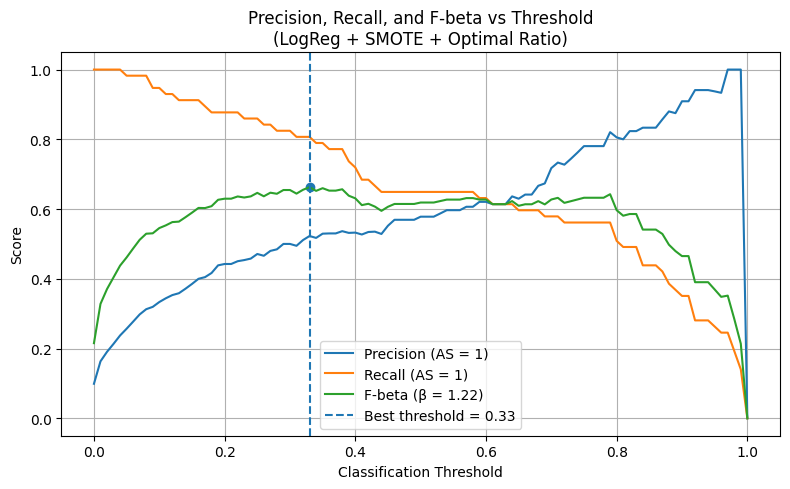 Precision, Recall, and F-beta vs Threshold
(LogReg + SMOTE + Optimal Ratio)
Score
1.0
0.8
0.6
0.4
0.2
0.0
Precision (AS = 1)
Recall (AS = 1)
F-beta (β = 1.22)
Best threshold = 0.33
0.0 0.2 0.4 0.6 0.8 1.0
Classification Threshold